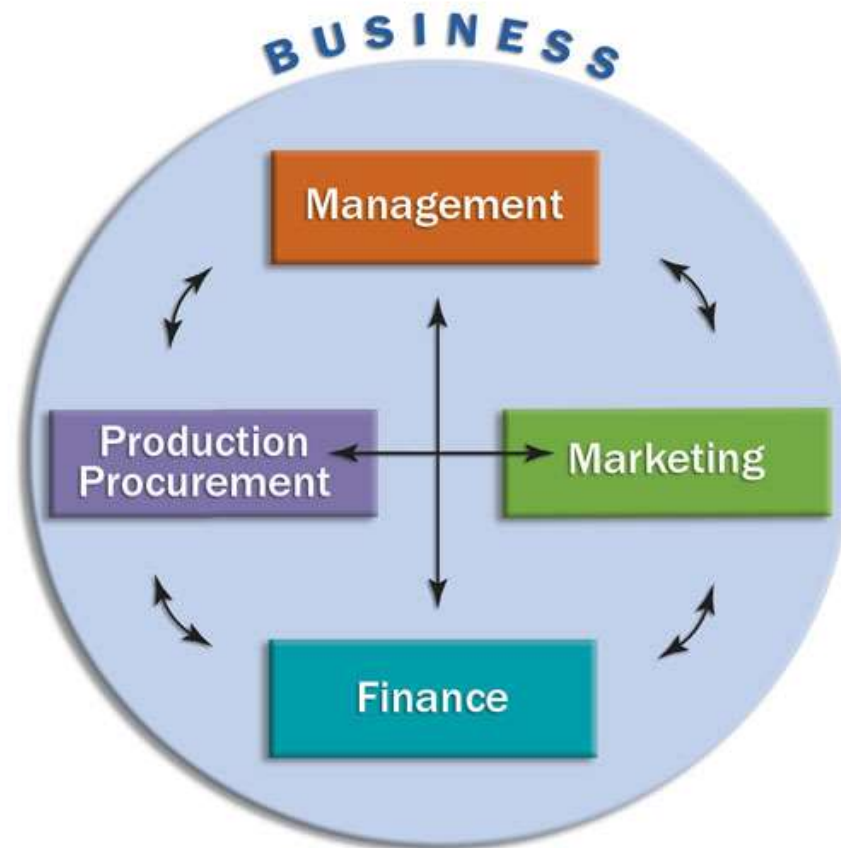 BUSINESS
Management
Production
Procurement
Marketing
Finance